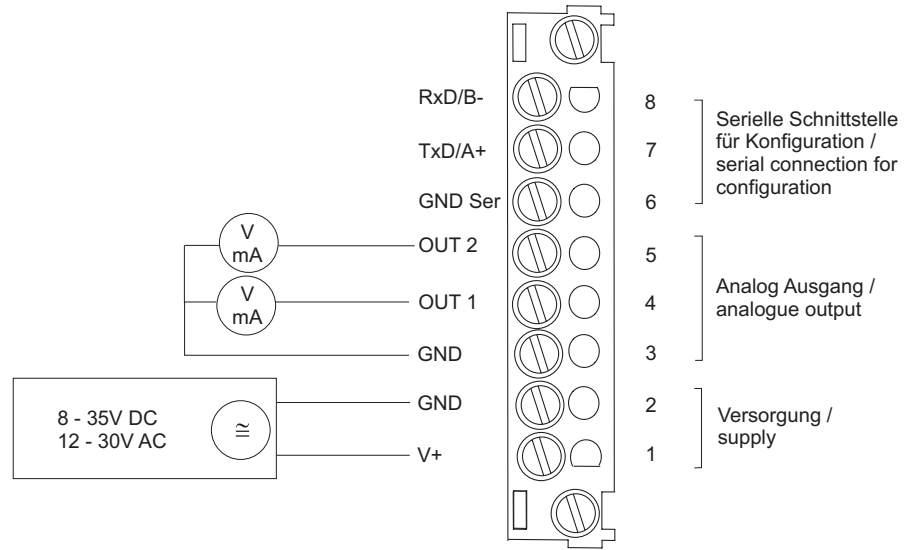 RxD/B- 8
TxD/A+ 7
GND Ser 6
Serielle Schnittstelle
für Konfiguration /
serial connection for
configuration
V
mA
OUT 2 5
V
mA
OUT 1 4
GND 3
Analog Ausgang /
analogue output
8 - 35V DC
12 - 30V AC
≅
GND 2
V+ 1
Versorgung /
supply